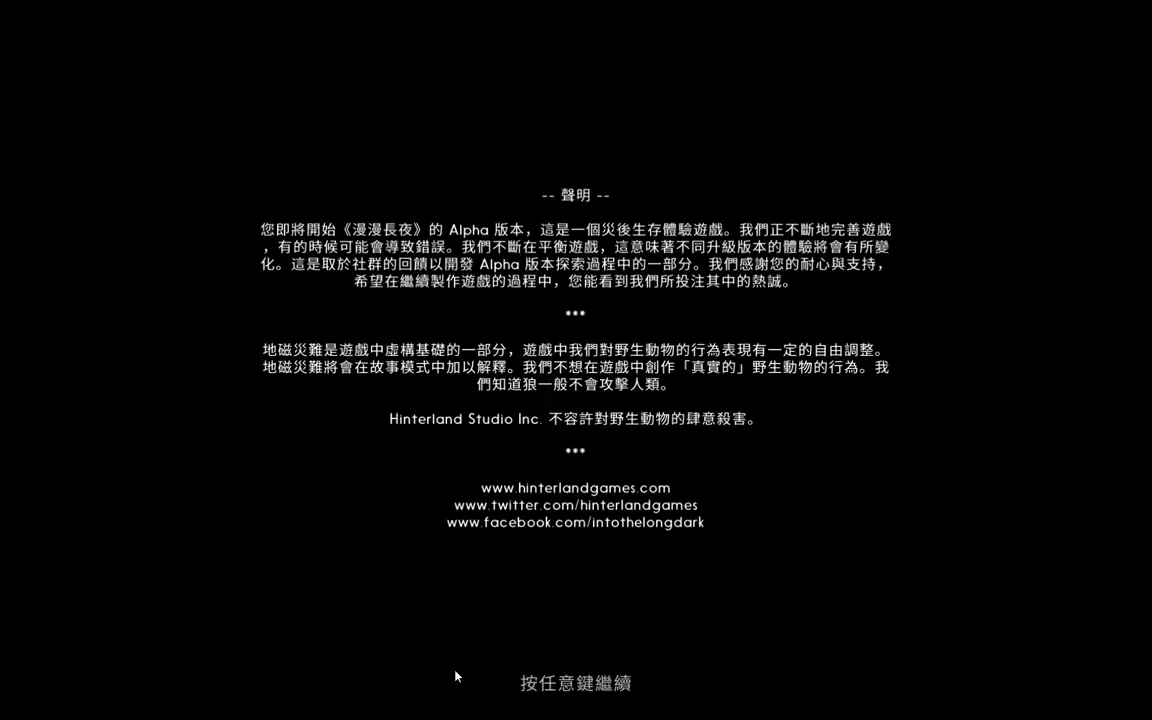 -- 聲明 --
您即將開始《漫漫長夜》的 Alpha 版本，這是一個災後生存體驗遊戲。我們正不斷地完善遊戲
，有的時候可能會導致錯誤。我們不斷在平衡遊戲，這意味著不同升級版本的體驗將會有所變
化。這是取於社群的回饋以開發 Alpha 版本探索過程中的一部分。我們感謝您的耐心與支持，
希望在繼續製作遊戲的過程中，您能看到我們所投注其中的熱誠。
***
地磁災難是遊戲中虛構基礎的一部分，遊戲中我們對野生動物的行為表現有一定的自由調整。
地磁災難將會在故事模式中加以解釋。我們不想在遊戲中創作「真實的」野生動物的行為。我
們知道狼一般不會攻擊人類。
Hinterland Studio Inc. 不容許對野生動物的肆意殺害。
***
www.hinterlandgames.com
www.twitter.com/hinterlandgames
www.facebook.com/intothelongdark
按任意鍵繼續